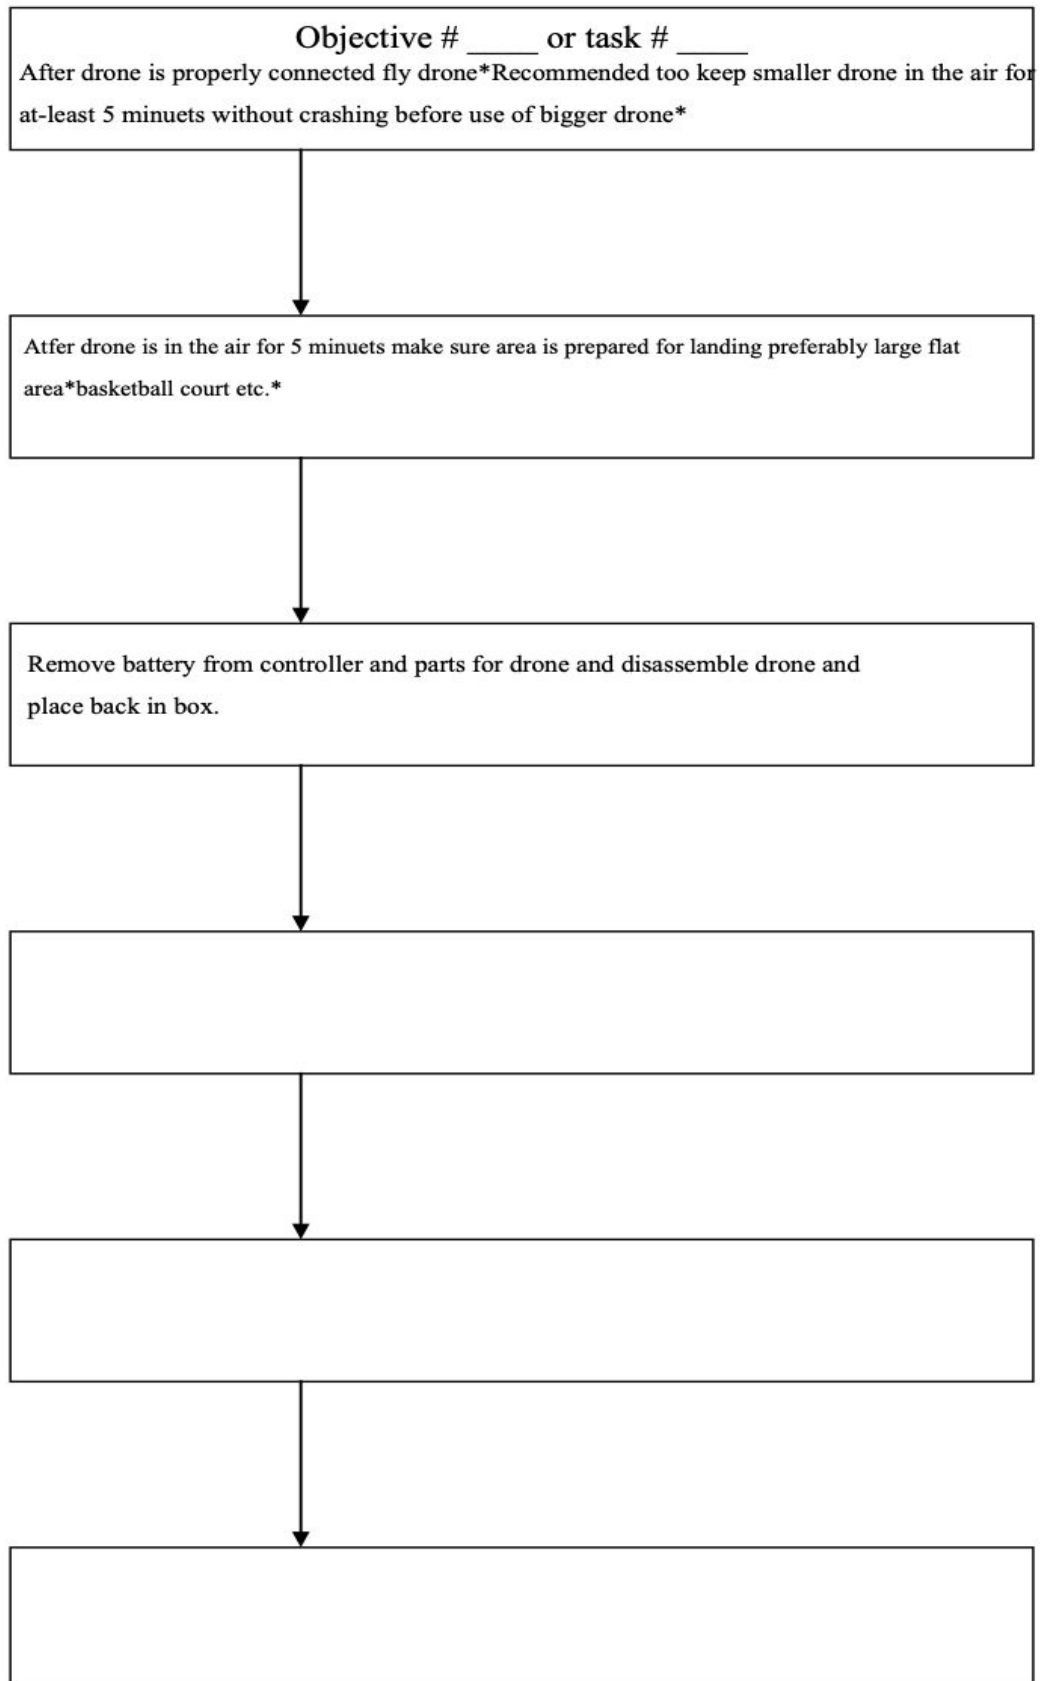 Objective # ____ or task # ____
After drone is properly connected fly drone*Recommended too keep smaller drone in the air for
at-least 5 minuets without crashing before use of bigger drone*
Atfer drone is in the air for 5 minuets make sure area is prepared for landing preferably large flat
area*basketball court etc.*
Remove battery from controller and parts for drone and disassemble drone and
place back in box.